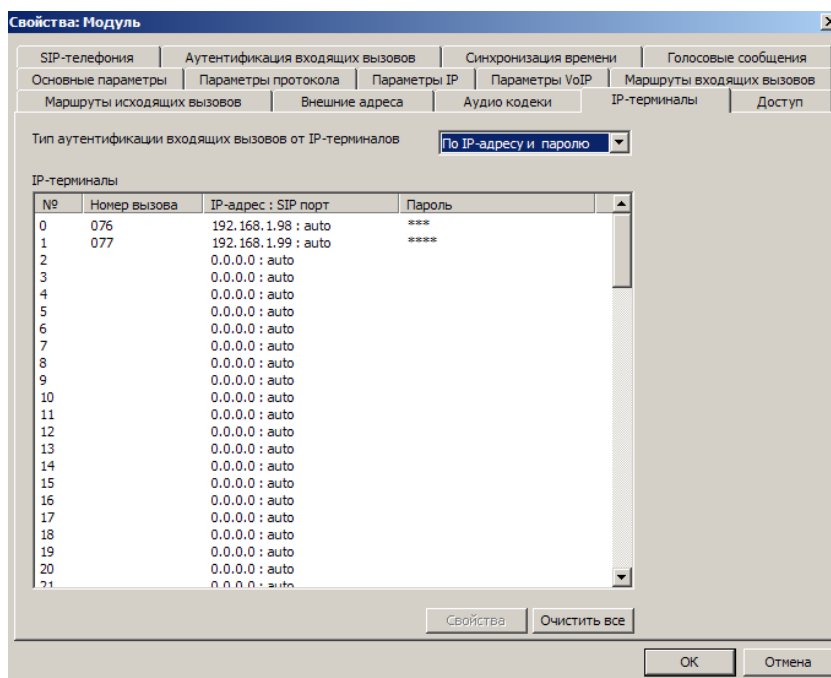 Свойства: Модуль
SIP-телефония Аутентификация входящих вызовов Синхронизация времени Голосовые сообщения
Основные параметры Параметры протокола Параметры IP Параметры VoIP Маршруты входящих вызовов
Маршруты исходящих вызовов Внешние адреса Аудио кодеки IP-терминалы Доступ
Тип аутентификации входящих вызовов от IP-терминалов По IP-адресу и паролю
IP-терминалы
№ Номер вызова IP-адрес : SIP порт Пароль
0 076 192.168.1.98 : auto ***
1 077 192.168.1.99 : auto ****
2 0.0.0.0 : auto
3 0.0.0.0 : auto
4 0.0.0.0 : auto
5 0.0.0.0 : auto
6 0.0.0.0 : auto
7 0.0.0.0 : auto
8 0.0.0.0 : auto
9 0.0.0.0 : auto
10 0.0.0.0 : auto
11 0.0.0.0 : auto
12 0.0.0.0 : auto
13 0.0.0.0 : auto
14 0.0.0.0 : auto
15 0.0.0.0 : auto
16 0.0.0.0 : auto
17 0.0.0.0 : auto
18 0.0.0.0 : auto
19 0.0.0.0 : auto
20 0.0.0.0 : auto
21 0.0.0.0 : auto
Свойства Очистить все
OK Отмена